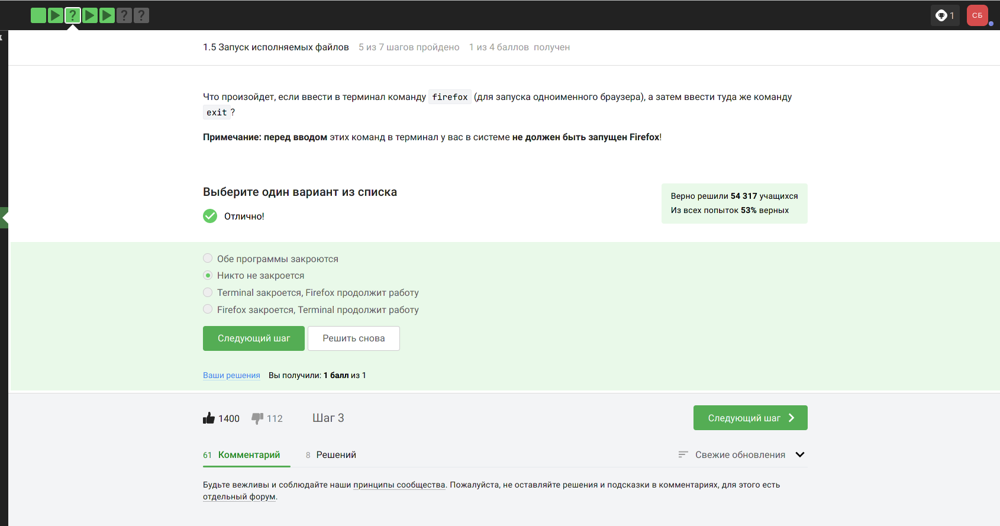 ? ? ?
1
СБ
1.5 Запуск исполняемых файлов 5 из 7 шагов пройдено 1 из 4 баллов получен
Что произойдет, если ввести в терминал команду firefox (для запуска одноименного браузера), а затем ввести туда же команду
exit ?
Примечание: перед вводом этих команд в терминал у вас в системе не должен быть запущен Firefox!
Выберите один вариант из списка
Отлично!
Верно решили 54 317 учащихся
Из всех попыток 53% верных
Обе программы закроются
Никто не закроется
Terminal закроется, Firefox продолжит работу
Firefox закроется, Terminal продолжит работу
Следующий шаг Решить снова
Ваши решения Вы получили: 1 балл из 1
1400 112 Шаг 3
Следующий шаг
61 Комментарий 8 Решений
Свежие обновления
Будьте вежливы и соблюдайте наши принципы сообщества. Пожалуйста, не оставляйте решения и подсказки в комментариях, для этого есть
отдельный форум.